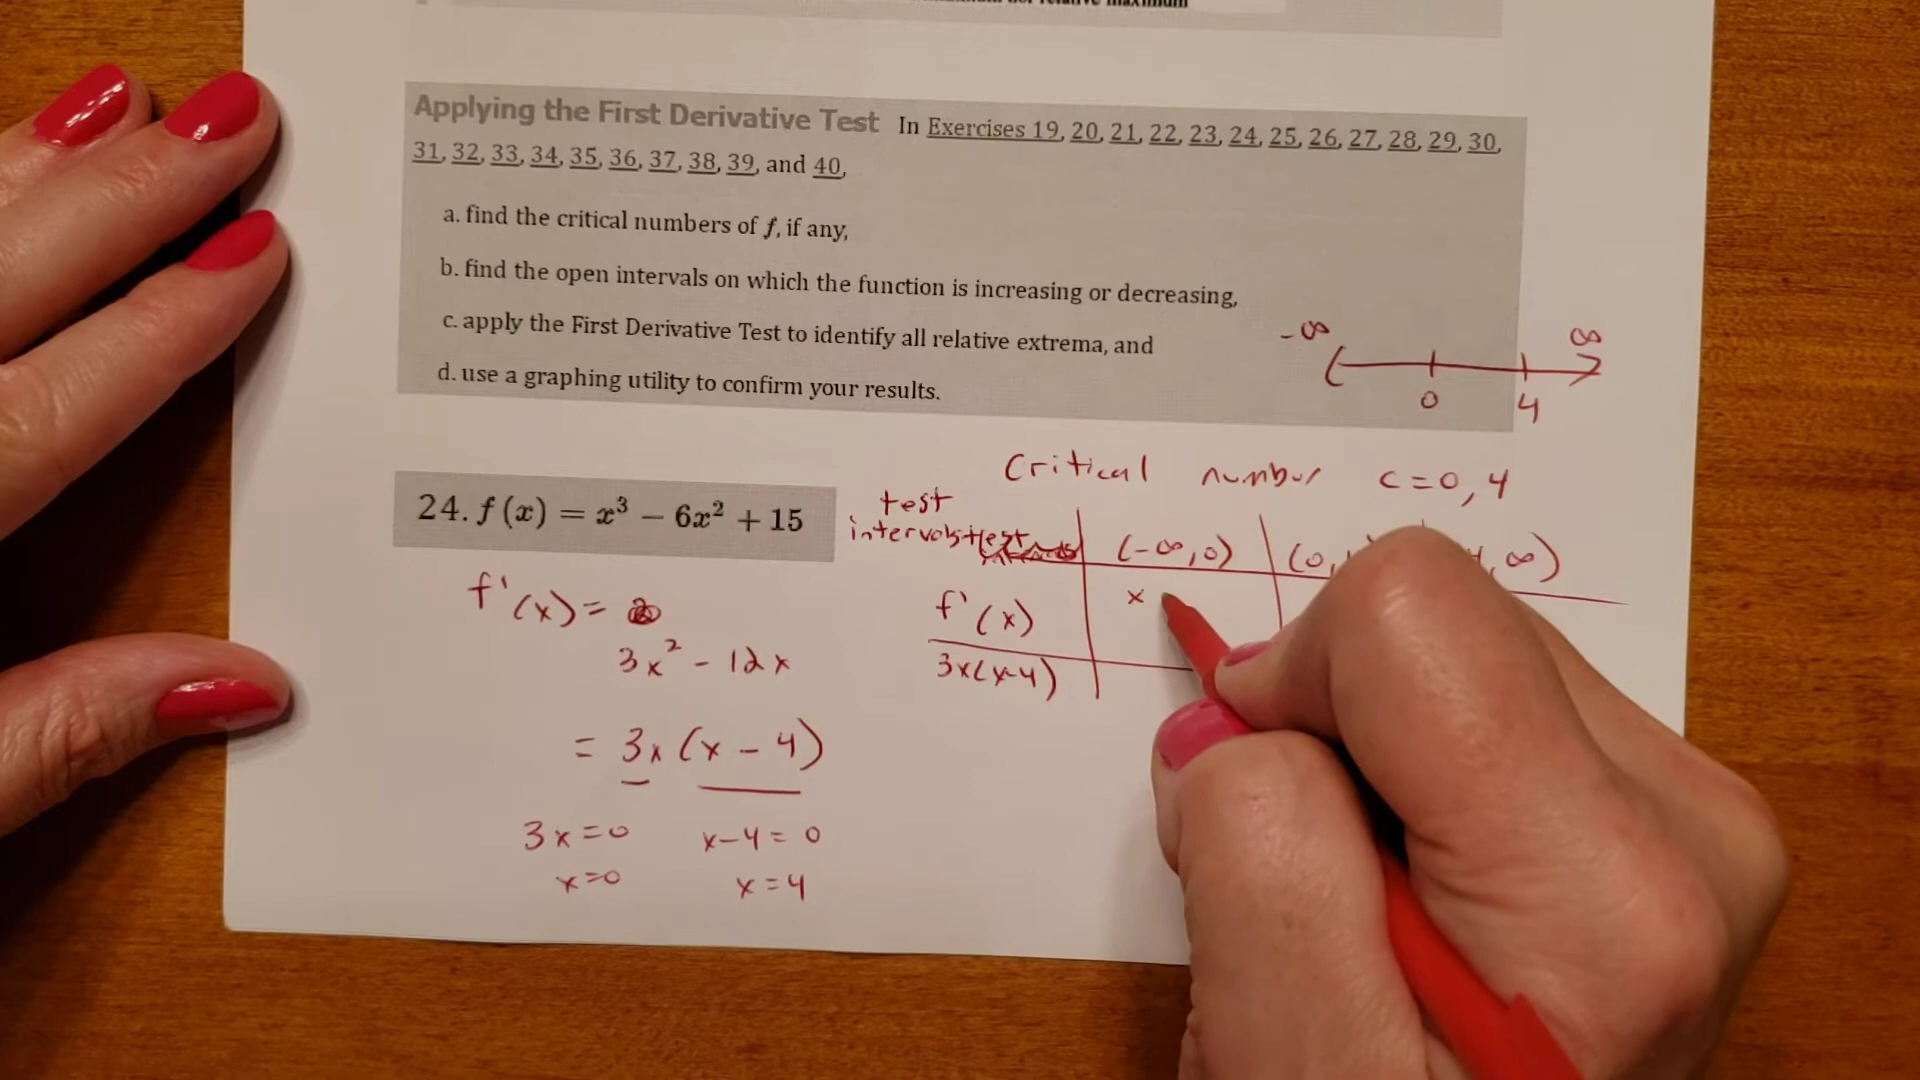 maximum
Applying the First Derivative Test In Exercises 19, 20, 21, 22, 23, 24, 25, 26, 27, 28, 29, 30,
31, 32, 33, 34, 35, 36, 37, 38, 39, and 40,
a. find the critical numbers of f, if any,
b. find the open intervals on which the function is increasing or decreasing,
c. apply the First Derivative Test to identify all relative extrema, and
d. use a graphing utility to confirm your results.
-∞ ∞
0 4
Critical number c=0,4
24. f(x) = x³ − 6x² + 15
test
intervals test (-∞,0) (0, , ∞)
f'(x) x
3x(x-4)
f'(x) =
3x² - 12x
= 3x (x - 4)
3x=0 x-4=0
x=0 x=4